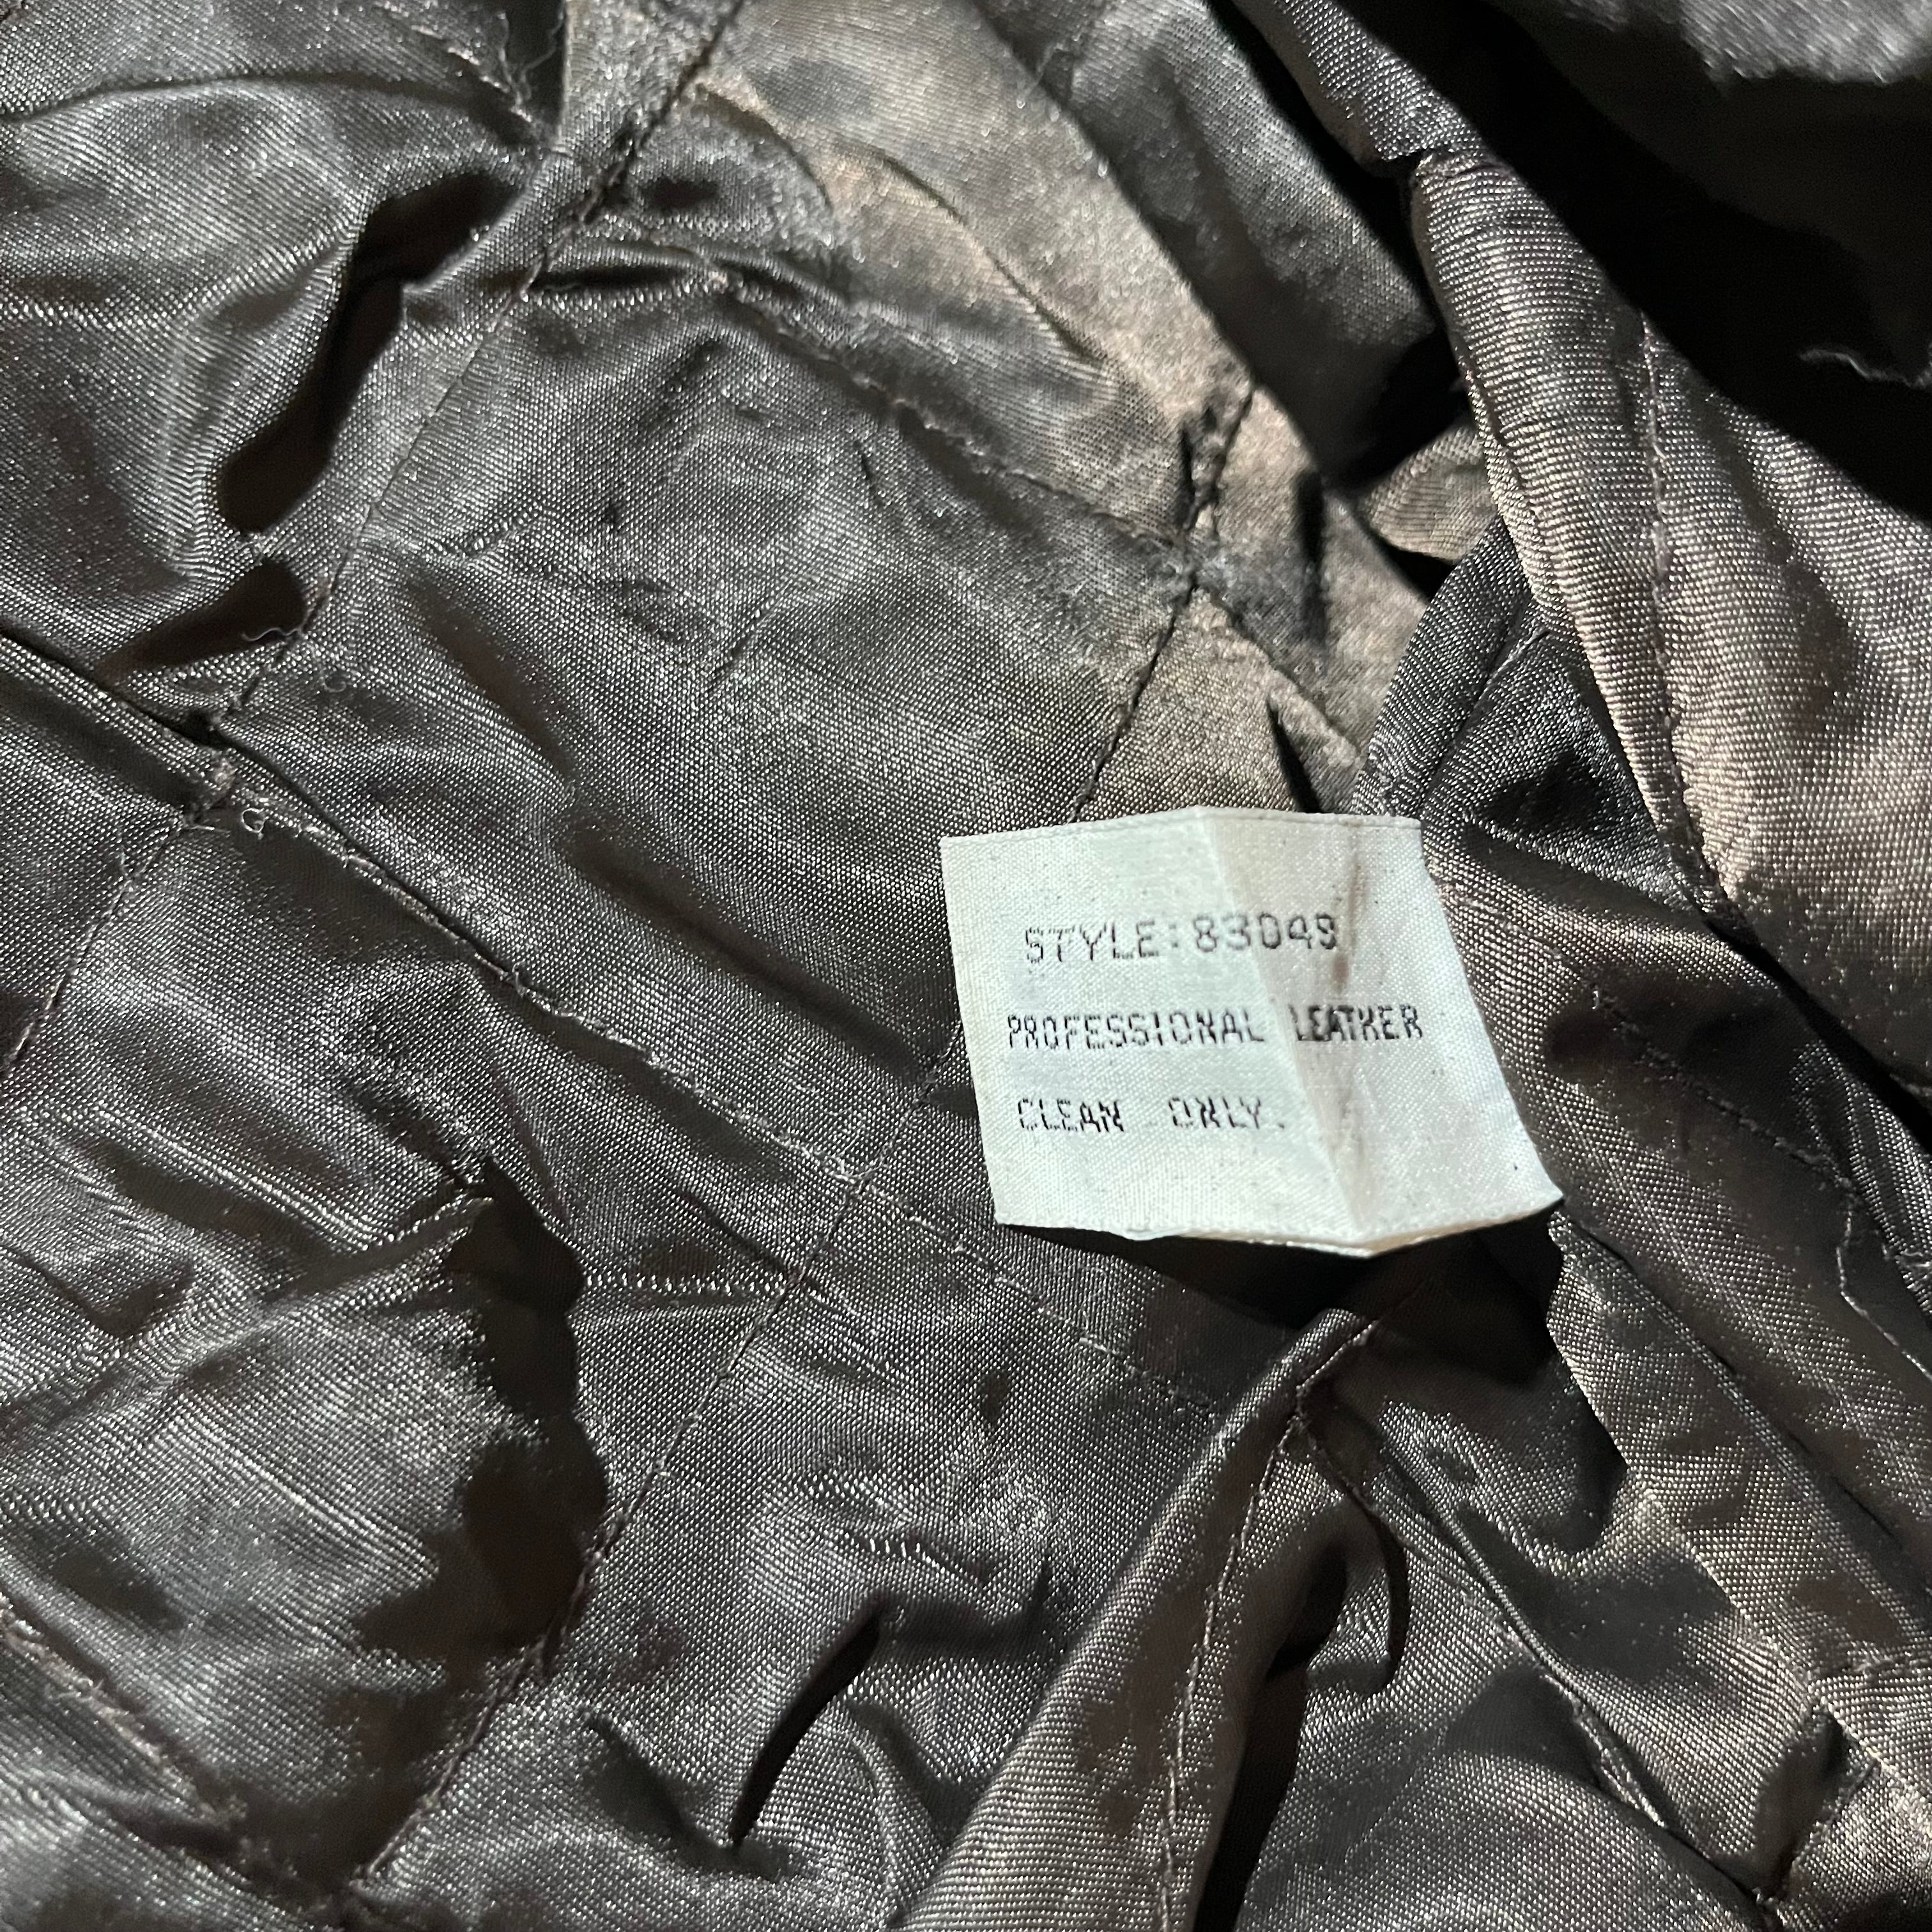 STYLE:83049
PROFESSIONAL LEATHER
CLEAN ONLY.